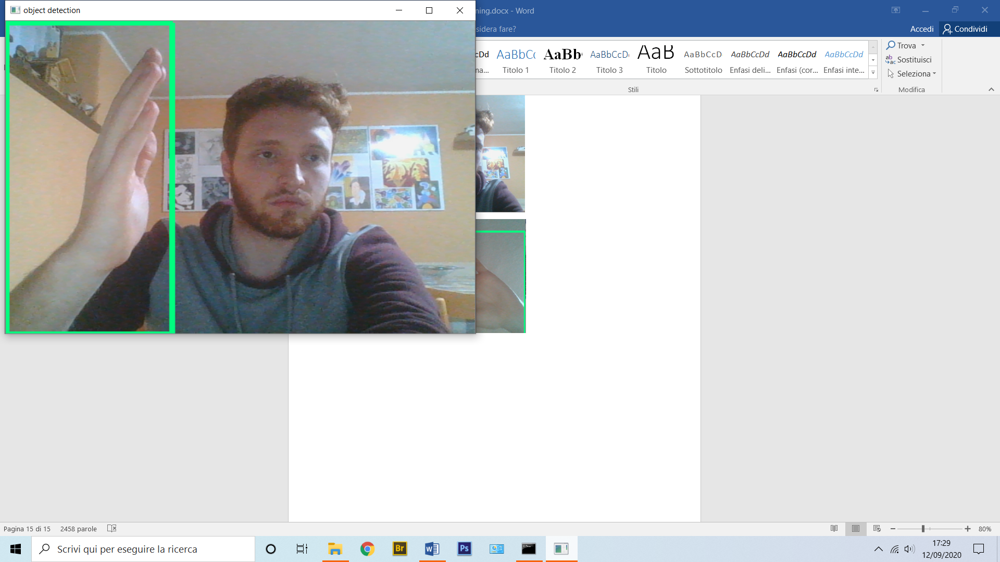 object detection
ning.docx - Word
sidera fare?
Accedi
Condividi
cDd AaBbCc AaBb AaBbCcD AaB AaBbCcD AaBbCcDd AaBbCcDd AaBbCcDd
na... Titolo 1 Titolo 2 Titolo 3 Titolo Sottotitolo Enfasi deli... Enfasi (cor... Enfasi inte...
Stili
Trova
ab
ac Sostituisci
Seleziona
Modifica
Pagina 15 di 15 2458 parole
80%
Scrivi qui per eseguire la ricerca
Br
W
Ps
17:29
12/09/2020